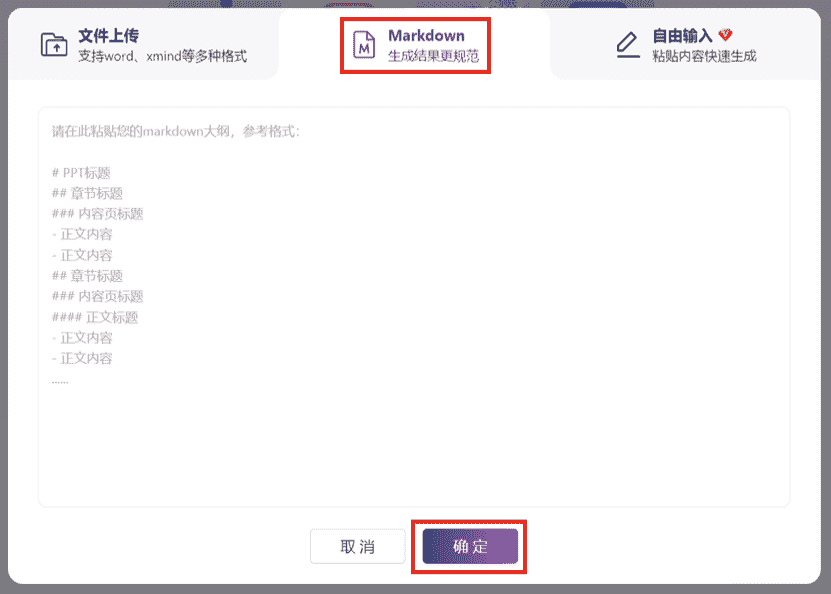 文件上传
支持word、xmind等多种格式
Markdown
生成结果更规范
自由输入
粘贴内容快速生成
请在此粘贴您的markdown大纲，参考格式：
# PPT标题
## 章节标题
### 内容页标题
- 正文内容
- 正文内容
## 章节标题
### 内容页标题
#### 正文标题
- 正文内容
- 正文内容
......
取消
确定